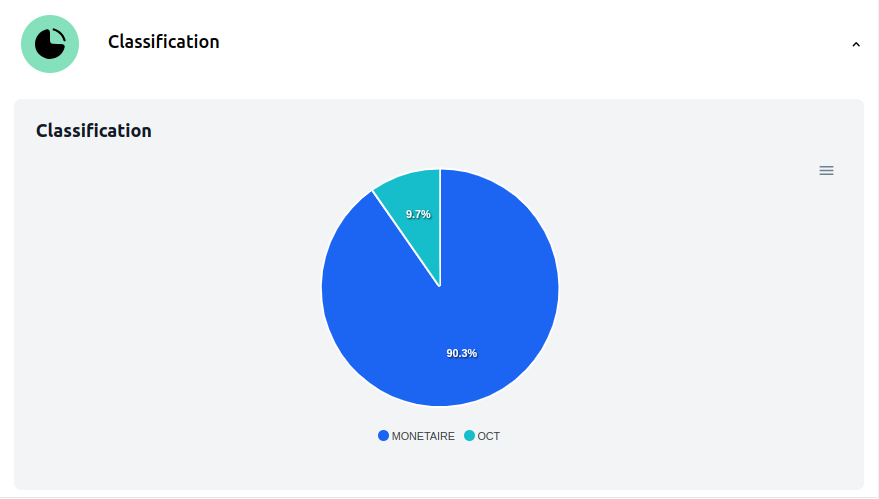 Classification
Classification
9.7%
90.3%
MONETAIRE OCT